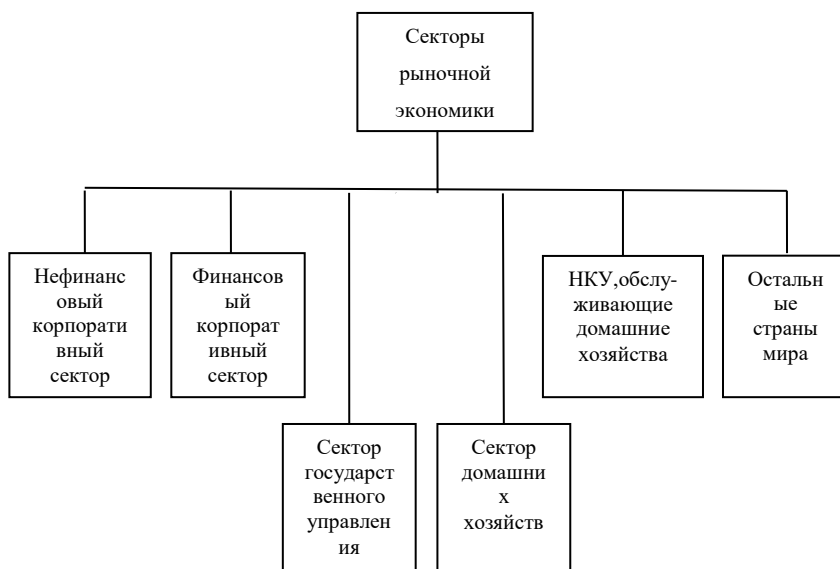 Секторы
рыночной
экономики
Нефинанс
овый
корпорати
вный
сектор
Финансов
ый
корпорат
ивный
сектор
НКУ,обслу-
живающие
домашние
хозяйства
Остальн
ые
страны
мира
Сектор
государст
венного
управлен
ия
Сектор
домашни
х
хозяйств